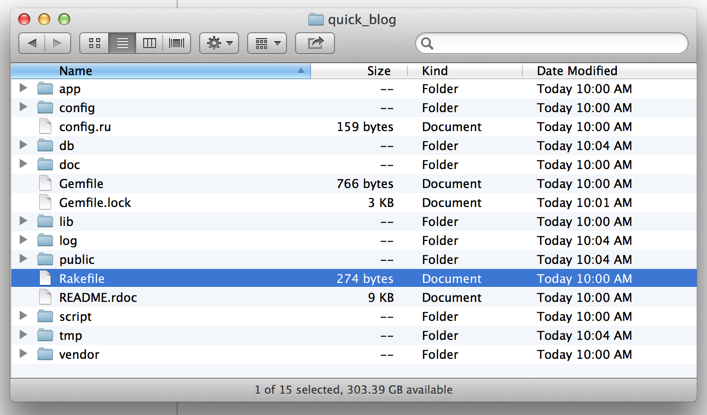 quick_blog
Name Size Kind Date Modified
app -- Folder Today 10:00 AM
config -- Folder Today 10:00 AM
config.ru 159 bytes Document Today 10:00 AM
db -- Folder Today 10:04 AM
doc -- Folder Today 10:00 AM
Gemfile 766 bytes Document Today 10:00 AM
Gemfile.lock 3 KB Document Today 10:01 AM
lib -- Folder Today 10:00 AM
log -- Folder Today 10:04 AM
public -- Folder Today 10:04 AM
Rakefile 274 bytes Document Today 10:00 AM
README.rdoc 9 KB Document Today 10:00 AM
script -- Folder Today 10:00 AM
tmp -- Folder Today 10:04 AM
vendor -- Folder Today 10:00 AM
1 of 15 selected, 303.39 GB available